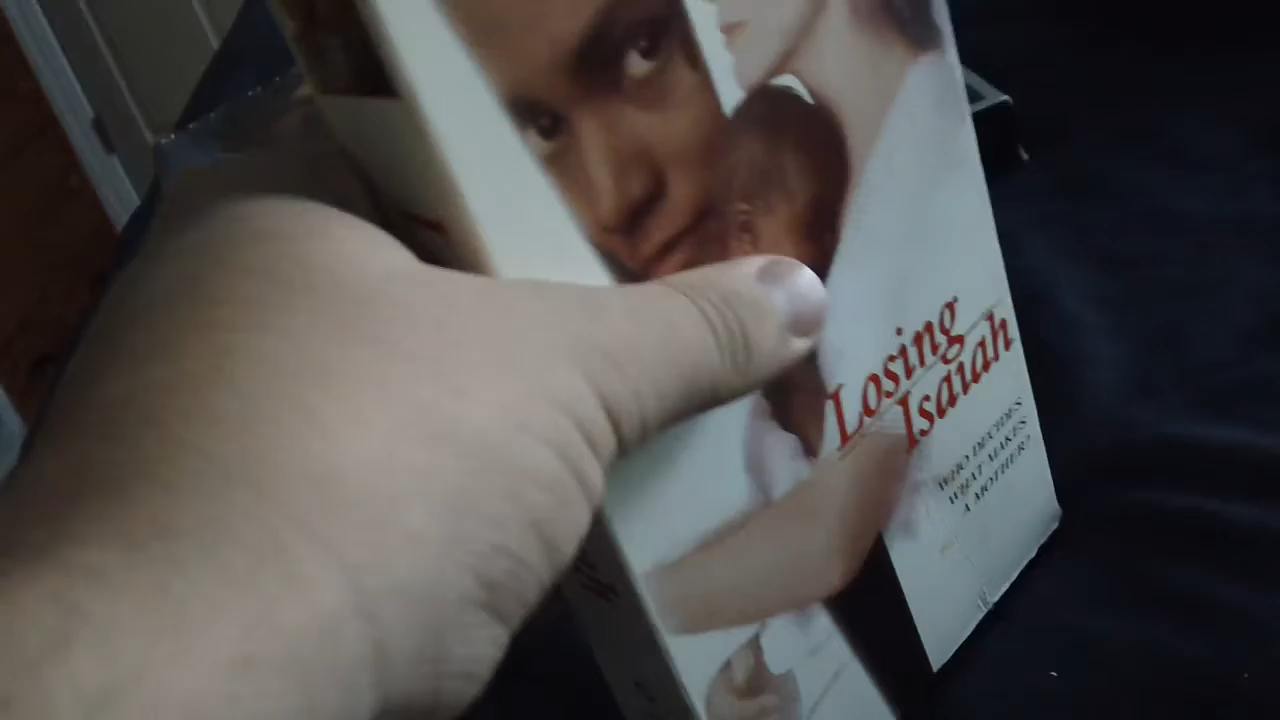 Losing
Isaiah
WHO DECIDES
WHAT MAKES
A MOTHER?